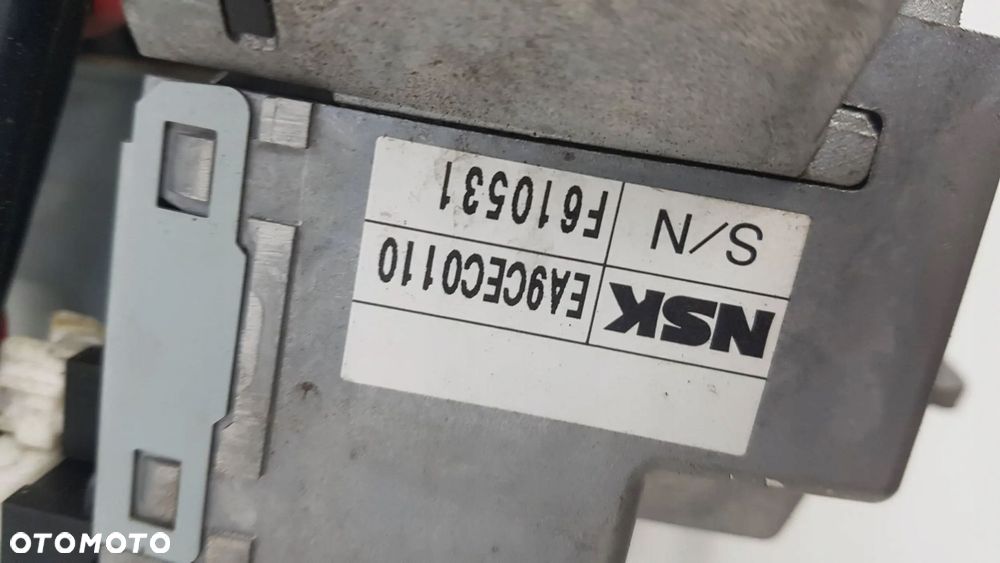 NSK EA9CEC0110
S/N F610531
OTOMOTO